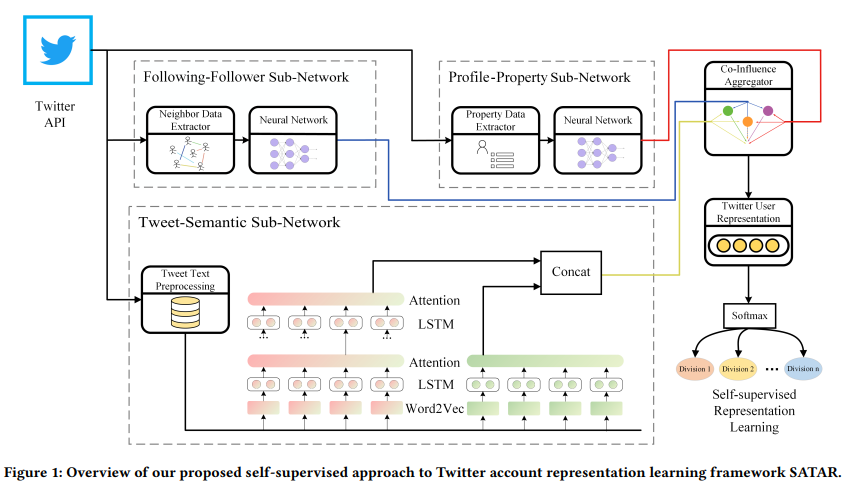 Twitter
API
Following-Follower Sub-Network
Neighbor Data
Extractor
Neural Network
Profile-Property Sub-Network
Property Data
Extractor
Neural Network
Co-Influence
Aggregator
Twitter User
Representation
Softmax
Division 1
Division 2
...
Division n
Self-supervised
Representation
Learning
Tweet-Semantic Sub-Network
Tweet Text
Preprocessing
Concat
Attention
LSTM
... ... ... ...
Attention
LSTM
Word2Vec
Figure 1: Overview of our proposed self-supervised approach to Twitter account representation learning framework SATAR.